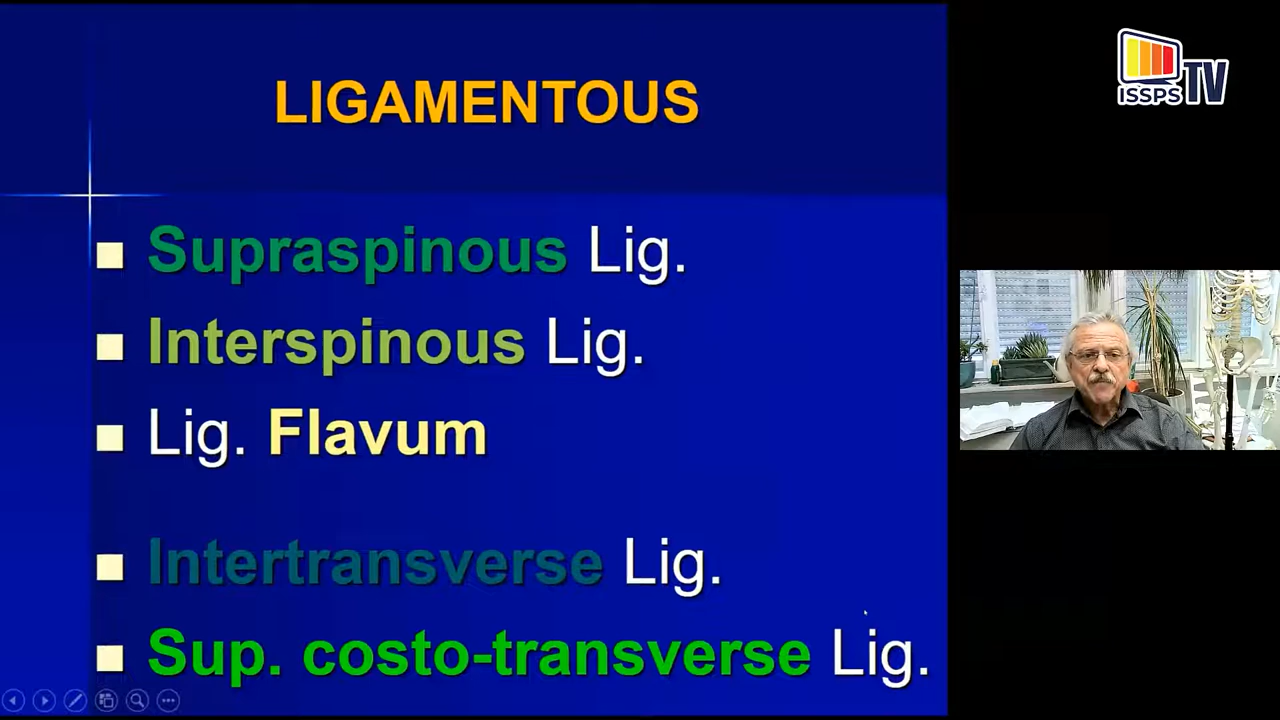 LIGAMENTOUS
Supraspinous Lig.
Interspinous Lig.
Lig. Flavum
Intertransverse Lig.
Sup. costo-transverse Lig.
ISSPS TV